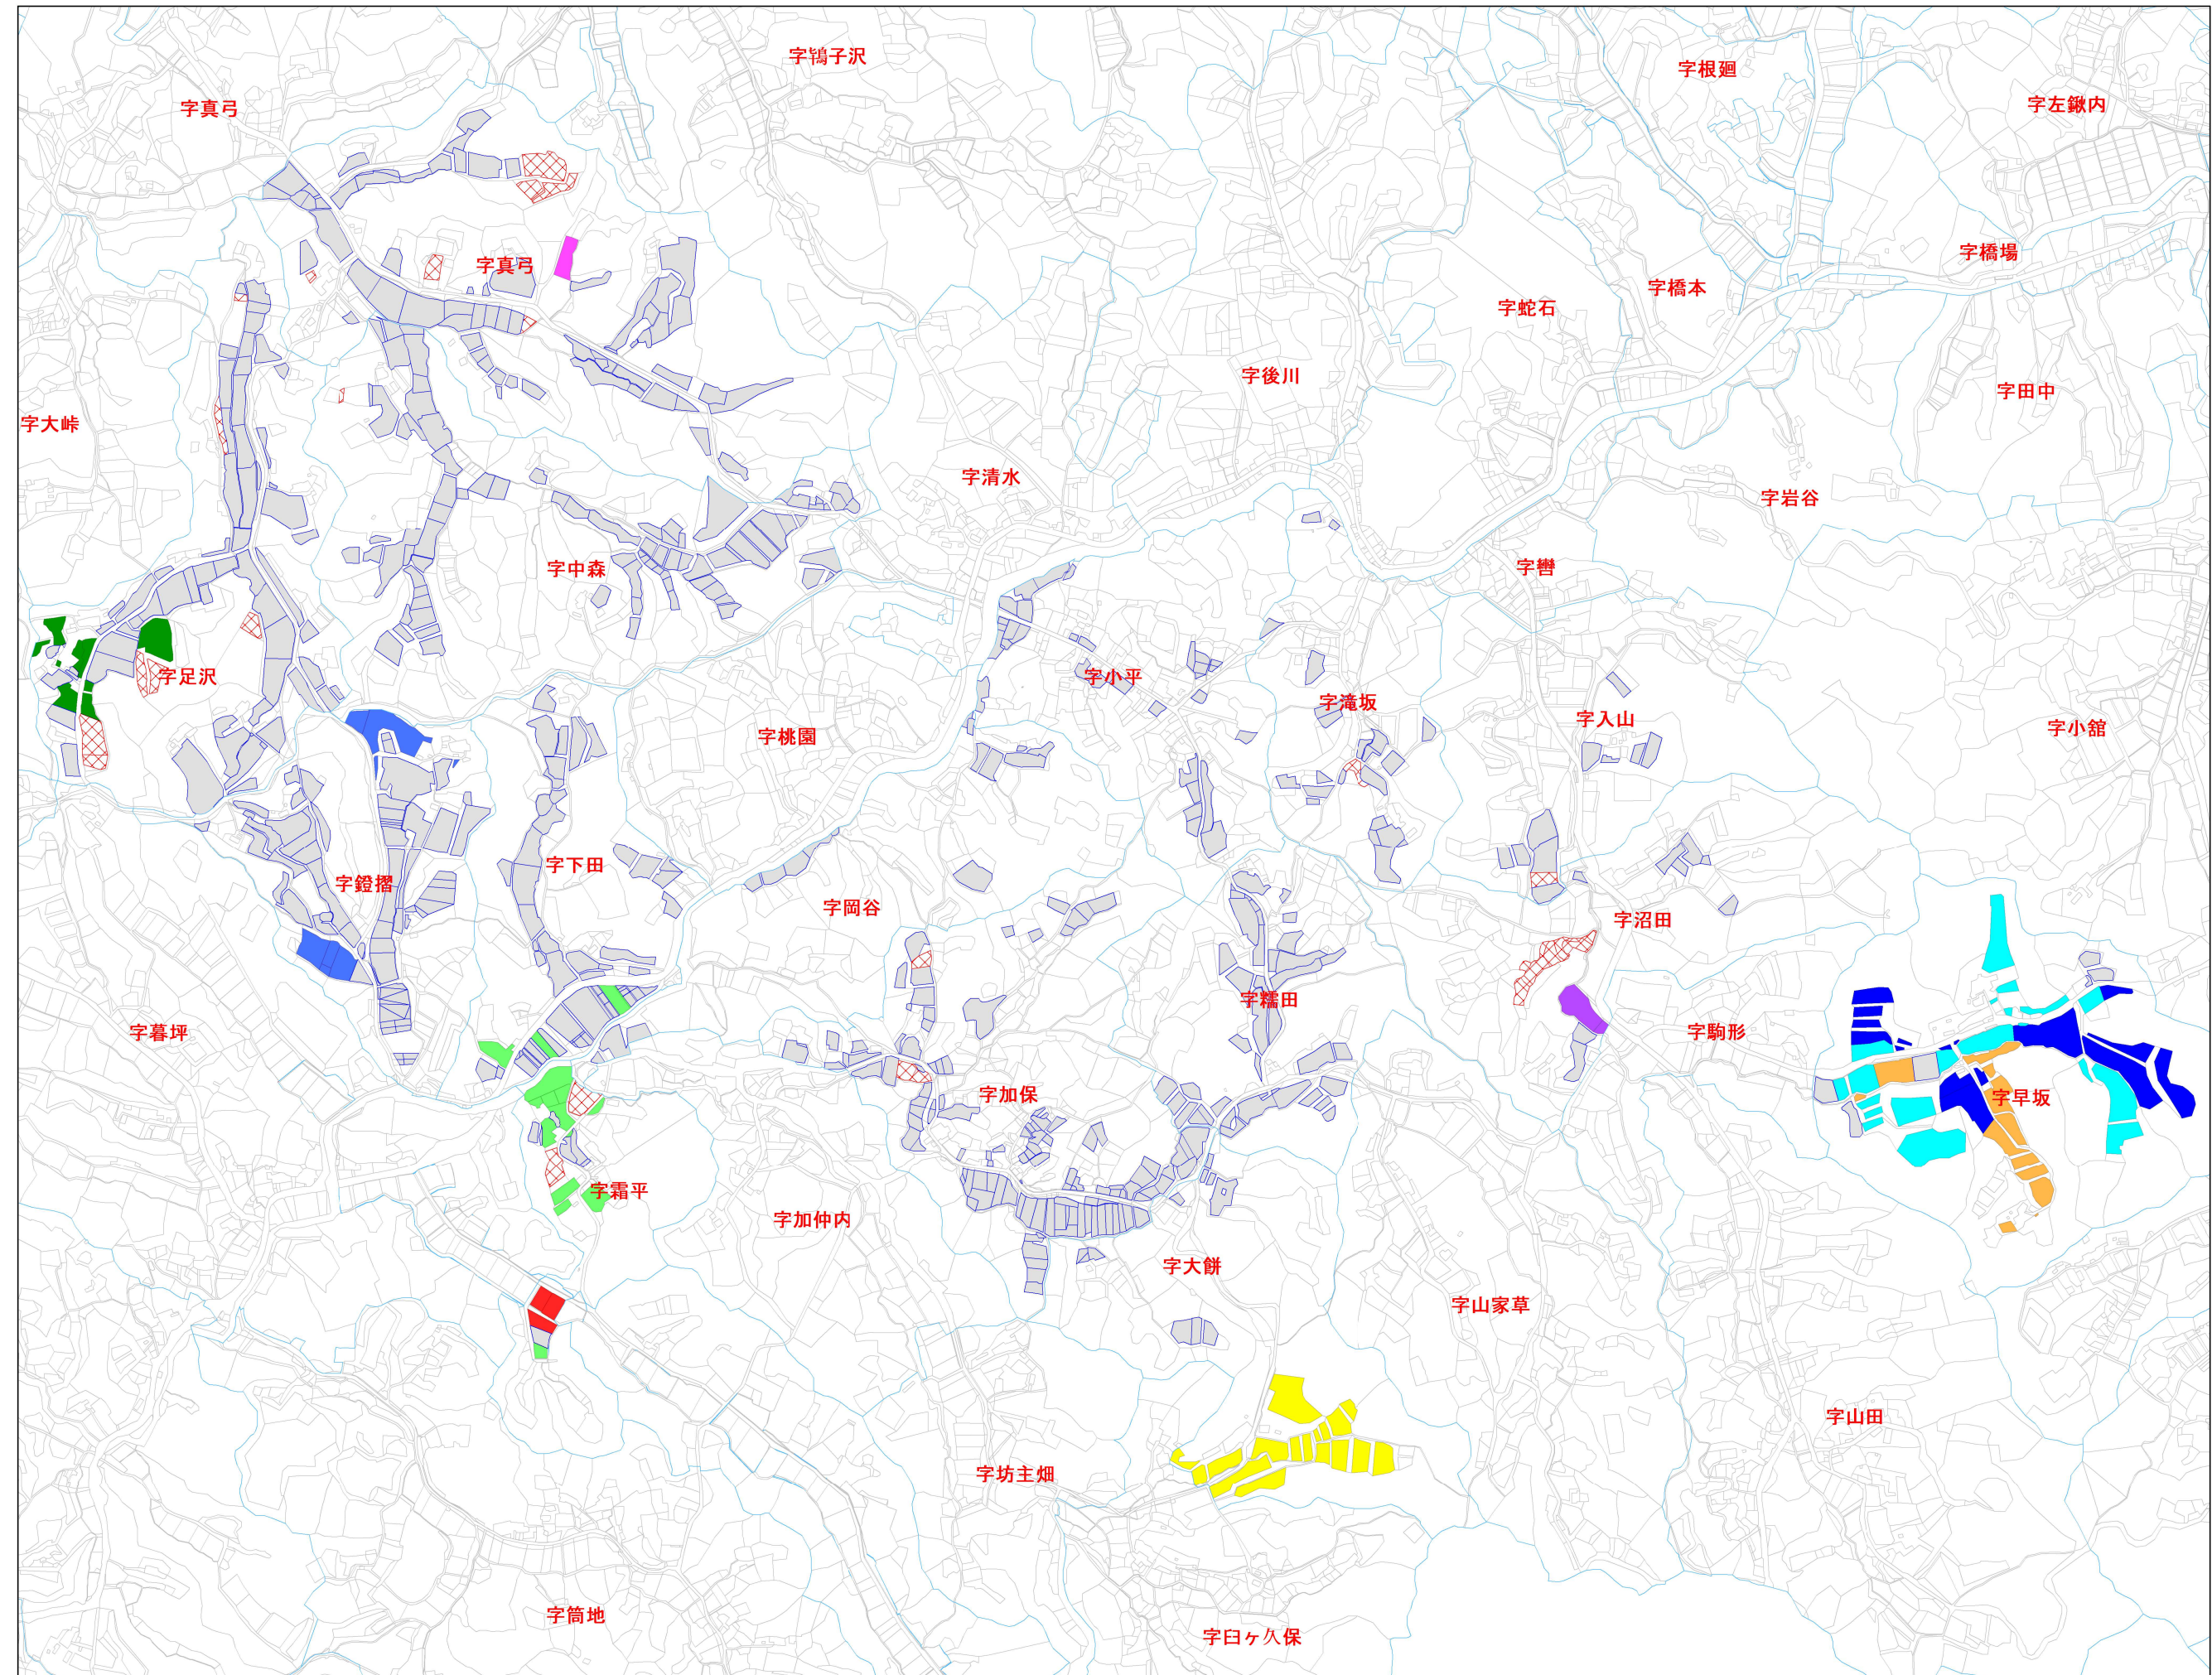 字鴇子沢
字根廻
字左鍬内
字真弓
字橋場
字真弓
字橋本
字蛇石
字後川
字田中
字大峠
字清水
字岩谷
字中森
字轡
字足沢
字小平
字滝坂
字入山
字小舘
字桃園
字下田
字鐙摺
字岡谷
字沼田
字糯田
字暮坪
字駒形
字加保
字早坂
字霜平
字加仲内
字大餅
字山家草
字山田
字坊主畑
字筒地
字臼ヶ久保